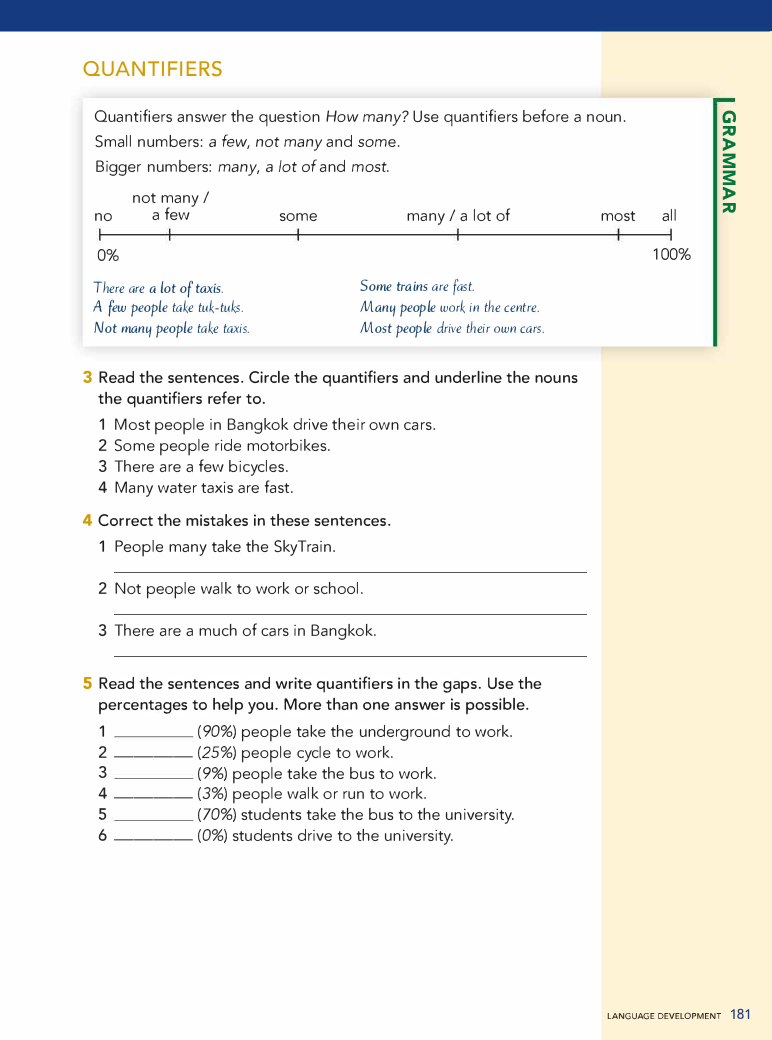 QUANTIFIERS
GRAMMAR
Quantifiers answer the question How many? Use quantifiers before a noun.
Small numbers: a few, not many and some.
Bigger numbers: many, a lot of and most.
not many /
no a few some many / a lot of most all
0% 100%
There are a lot of taxis. Some trains are fast.
A few people take tuk-tuks. Many people work in the centre.
Not many people take taxis. Most people drive their own cars.
3 Read the sentences. Circle the quantifiers and underline the nouns
the quantifiers refer to.
1 Most people in Bangkok drive their own cars.
2 Some people ride motorbikes.
3 There are a few bicycles.
4 Many water taxis are fast.
4 Correct the mistakes in these sentences.
1 People many take the SkyTrain.
2 Not people walk to work or school.
3 There are a much of cars in Bangkok.
5 Read the sentences and write quantifiers in the gaps. Use the
percentages to help you. More than one answer is possible.
1 __________ (90%) people take the underground to work.
2 __________ (25%) people cycle to work.
3 __________ (9%) people take the bus to work.
4 __________ (3%) people walk or run to work.
5 __________ (70%) students take the bus to the university.
6 __________ (0%) students drive to the university.
LANGUAGE DEVELOPMENT 181